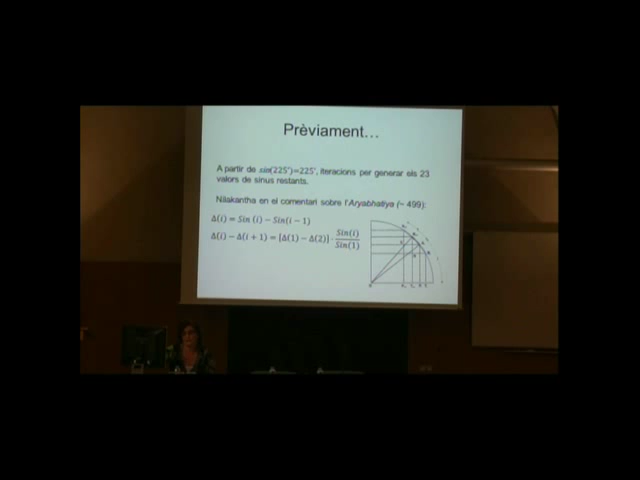 Prèviament...
A partir de sin(225')=225', iteracions per generar els 23
valors de sinus restants.
Nilakantha en el comentari sobre l'Aryabhatiya (~ 499):
Δ(i) = Sin (i) − Sin(i − 1)
Δ(i) − Δ(i + 1) = [Δ(1) − Δ(2)] · Sin(i) / Sin(1)